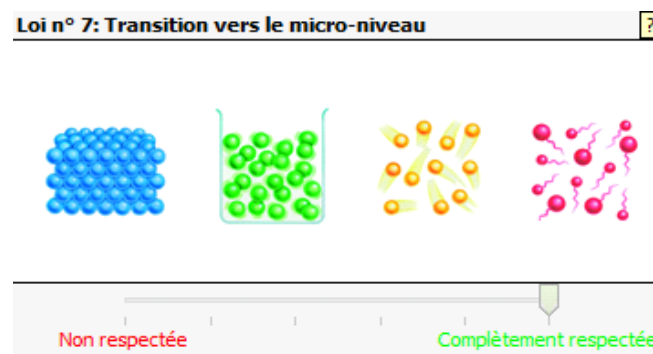 Loi n° 7: Transition vers le micro-niveau
?
Non respectée
Complètement respectée